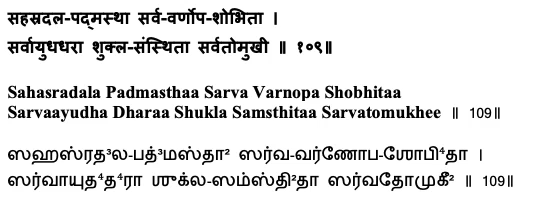 सहस्रदल-पद्मस्था सर्व-वर्णोप-शोभिता ।
सर्वायुधधरा शुक्ल-संस्थिता सर्वतोमुखी ॥ १०९॥
Sahasradala Padmasthaa Sarva Varnopa Shobhitaa
Sarvaayudha Dharaa Shukla Samsthitaa Sarvatomukhee ॥ 109॥
ஸஹஸ்ரத³ல-பத்³மஸ்தா² ஸர்வ-வர்ணோப-ஶோபி⁴தா ।
ஸர்வாயுத⁴த⁴ரா ஶுக்ல-ஸம்ஸ்தி²தா ஸர்வதோமுகீ² ॥ 109॥